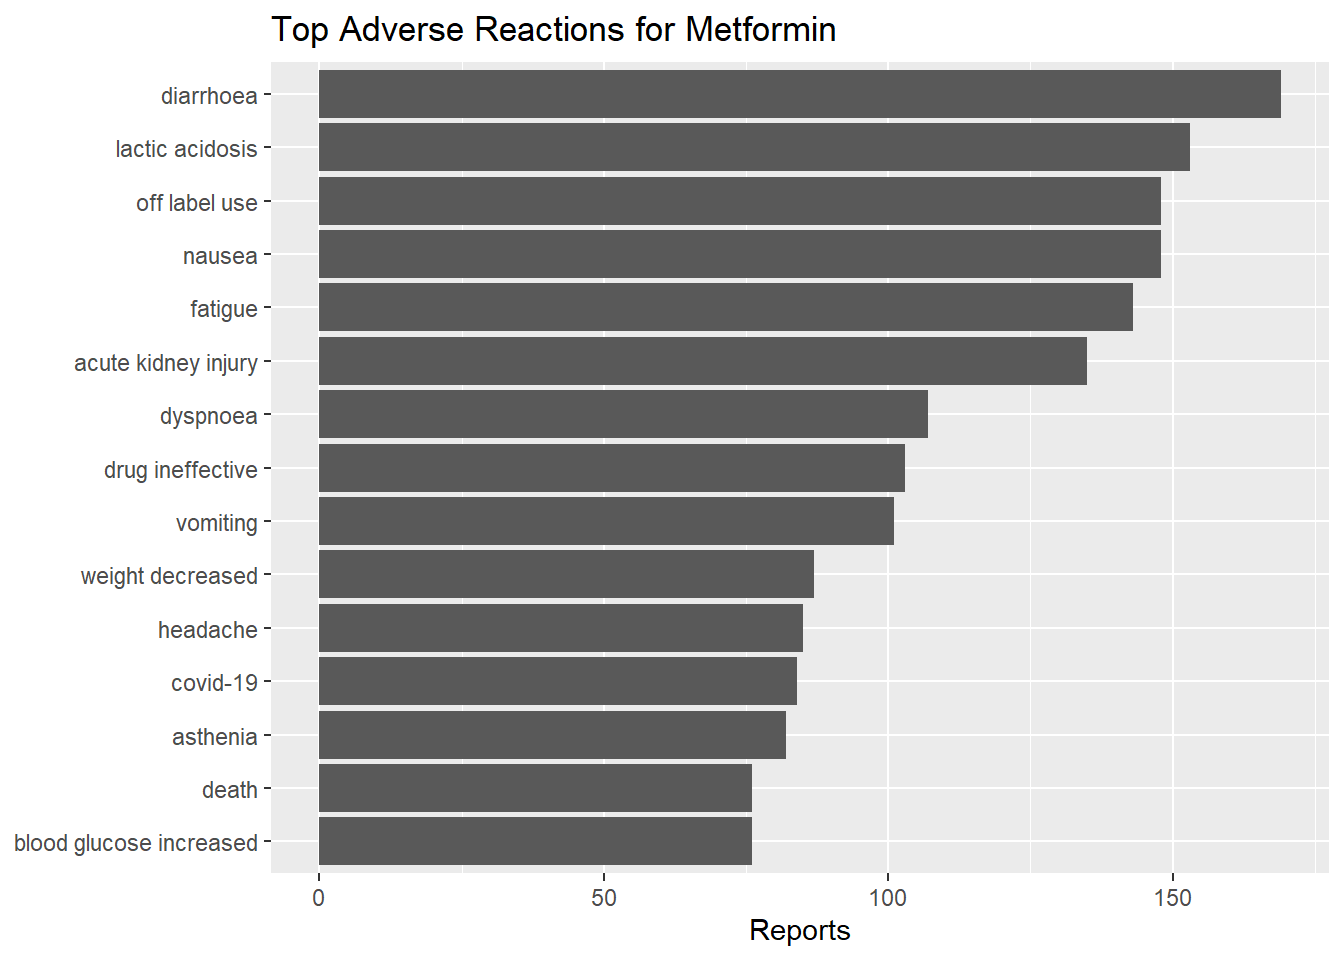 Top Adverse Reactions for Metformin
diarrhoea
lactic acidosis
off label use
nausea
fatigue
acute kidney injury
dyspnoea
drug ineffective
vomiting
weight decreased
headache
covid-19
asthenia
death
blood glucose increased
0 50 100 150
Reports